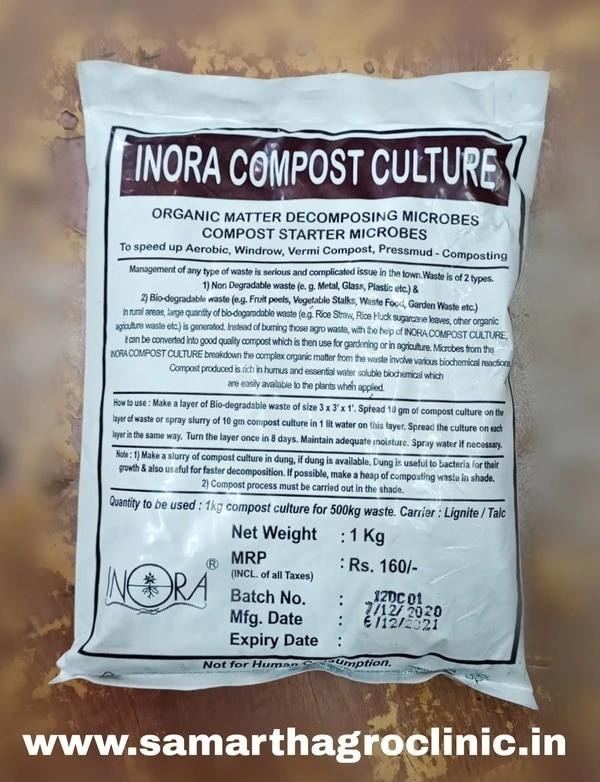 INORA COMPOST CULTURE
ORGANIC MATTER DECOMPOSING MICROBES
COMPOST STARTER MICROBES
To speed up Aerobic, Windrow, Vermi Compost, Pressmud - Composting
Management of any type of waste is serious and complicated issue in the town.Waste is of 2 types.
1) Non Degradable waste (e. g. Metal, Glass, Plastic etc.) &
2) Bio-degradable waste (e.g. Fruit peels, Vegetable Stalks, Waste Food, Garden Waste etc.)
In rural areas, large quantity of bio-degaradable waste (e.g. Rice Straw, Rice Huck sugarcane leaves, other organic
agriculture waste etc.) is generated. Instead of burning those agro waste, with the help of INORA COMPOST CULTURE,
it can be converted into good quality compost which is then use for gardening or in agriculture. Microbes from the
INORA COMPOST CULTURE breakdown the complex organic matter from the waste involve various biochemical reactions
Compost produced is rich in humus and essential water soluble biochemical which
are easily available to the plants when applied.
How to use : Make a layer of Bio-degradable waste of size 3 x 3' x 1'. Spread 10 gm of compost culture on the
layer of waste or spray slurry of 10 gm compost culture in 1 lit water on this layer. Spread the culture on each
layer in the same way. Turn the layer once in 8 days. Maintain adequate moisture. Spray water if necessary.
Note : 1) Make a slurry of compost culture in dung, if dung is available. Dung is useful to bacteria for their
growth & also useful for faster decomposition. If possible, make a heap of composting waste in shade.
2) Compost process must be carried out in the shade.
Quantity to be used : 1kg compost culture for 500kg waste. Carrier : Lignite / Talc
Net Weight : 1 Kg
MRP : Rs. 160/-
(INCL. of all Taxes)
INORA ®
Batch No. : 12DC01
Mfg. Date : 7/12/2020
Expiry Date : 6/12/2021
Not for Human Consumption.
www.samarthagroclinic.in